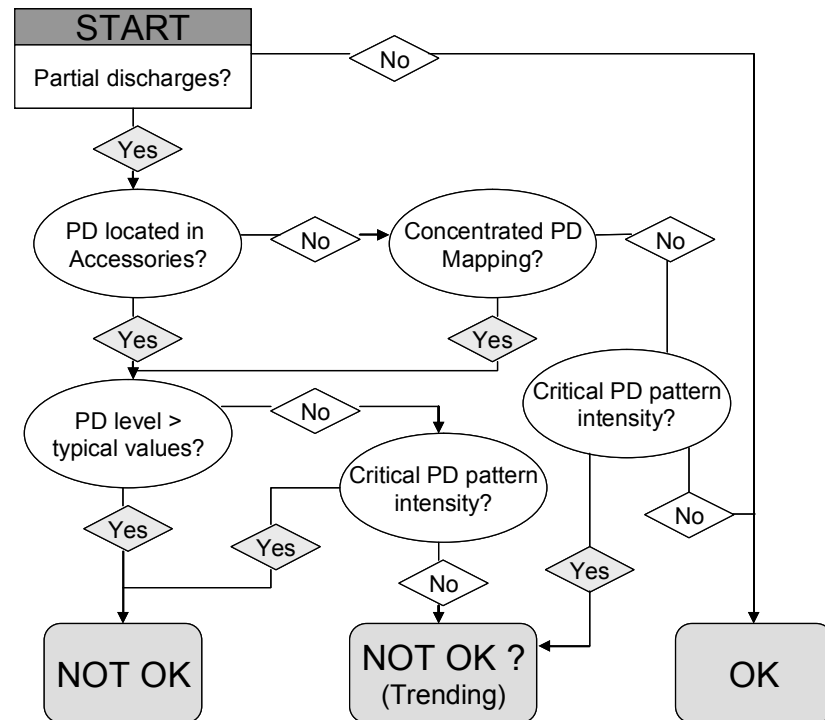 START
No
Partial discharges?
Yes
PD located in
Accessories?
No
Concentrated PD
Mapping?
No
Yes
Yes
PD level >
typical values?
No
Critical PD pattern
intensity?
Critical PD pattern
intensity?
Yes
Yes
No
No
Yes
NOT OK
NOT OK ?
(Trending)
OK